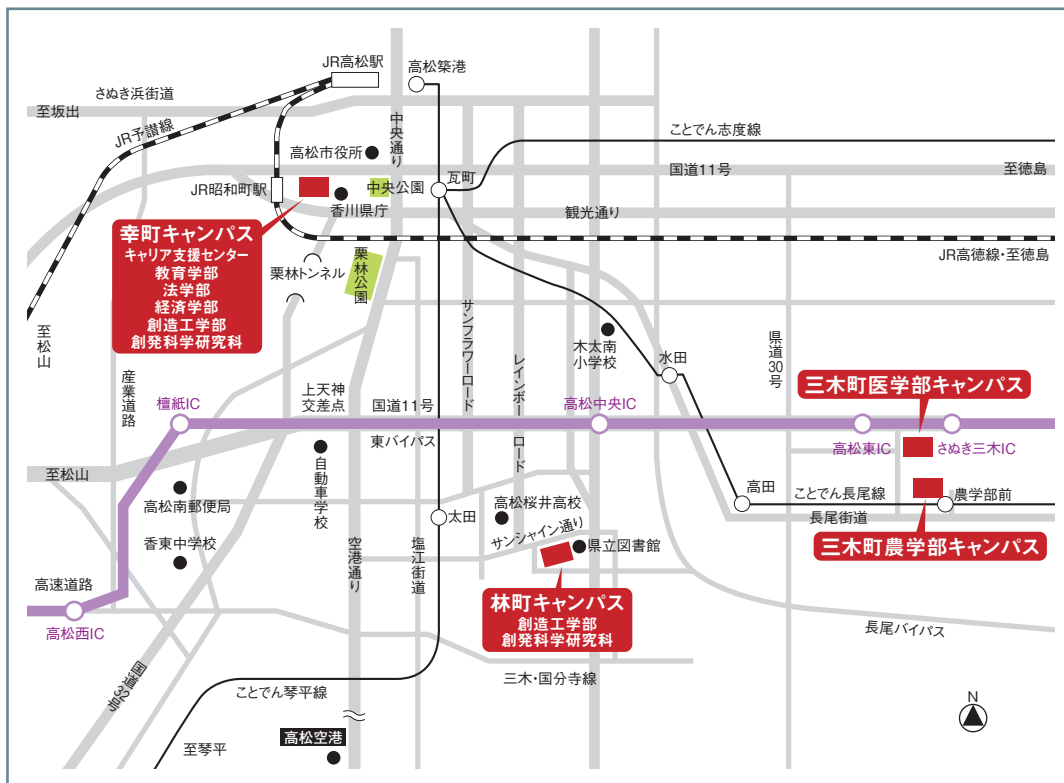 JR高松駅
高松築港
さぬき浜街道
至坂出
JR予讃線
中央通り
高松市役所
ことでん志度線
国道11号
至徳島
JR昭和町駅
中央公園
瓦町
香川県庁
観光通り
幸町キャンパス
キャリア支援センター
教育学部
法学部
経済学部
創造工学部
創発科学研究科
栗林トンネル
栗林公園
JR高徳線・至徳島
至松山
サンフラワーロード
レインボーロード
木太南
小学校
水田
県道30号
産業道路
檀紙IC
上天神
交差点
国道11号
東バイパス
高松中央IC
三木町医学部キャンパス
高松東IC
さぬき三木IC
至松山
自動車学校
高松南郵便局
高田
ことでん長尾線
農学部前
長尾街道
太田
高松桜井高校
サンシャイン通り
県立図書館
三木町農学部キャンパス
香東中学校
空港通り
塩江街道
高速道路
林町キャンパス
創造工学部
創発科学研究科
高松西IC
長尾バイパス
国道32号
三木・国分寺線
ことでん琴平線
N
至琴平
高松空港